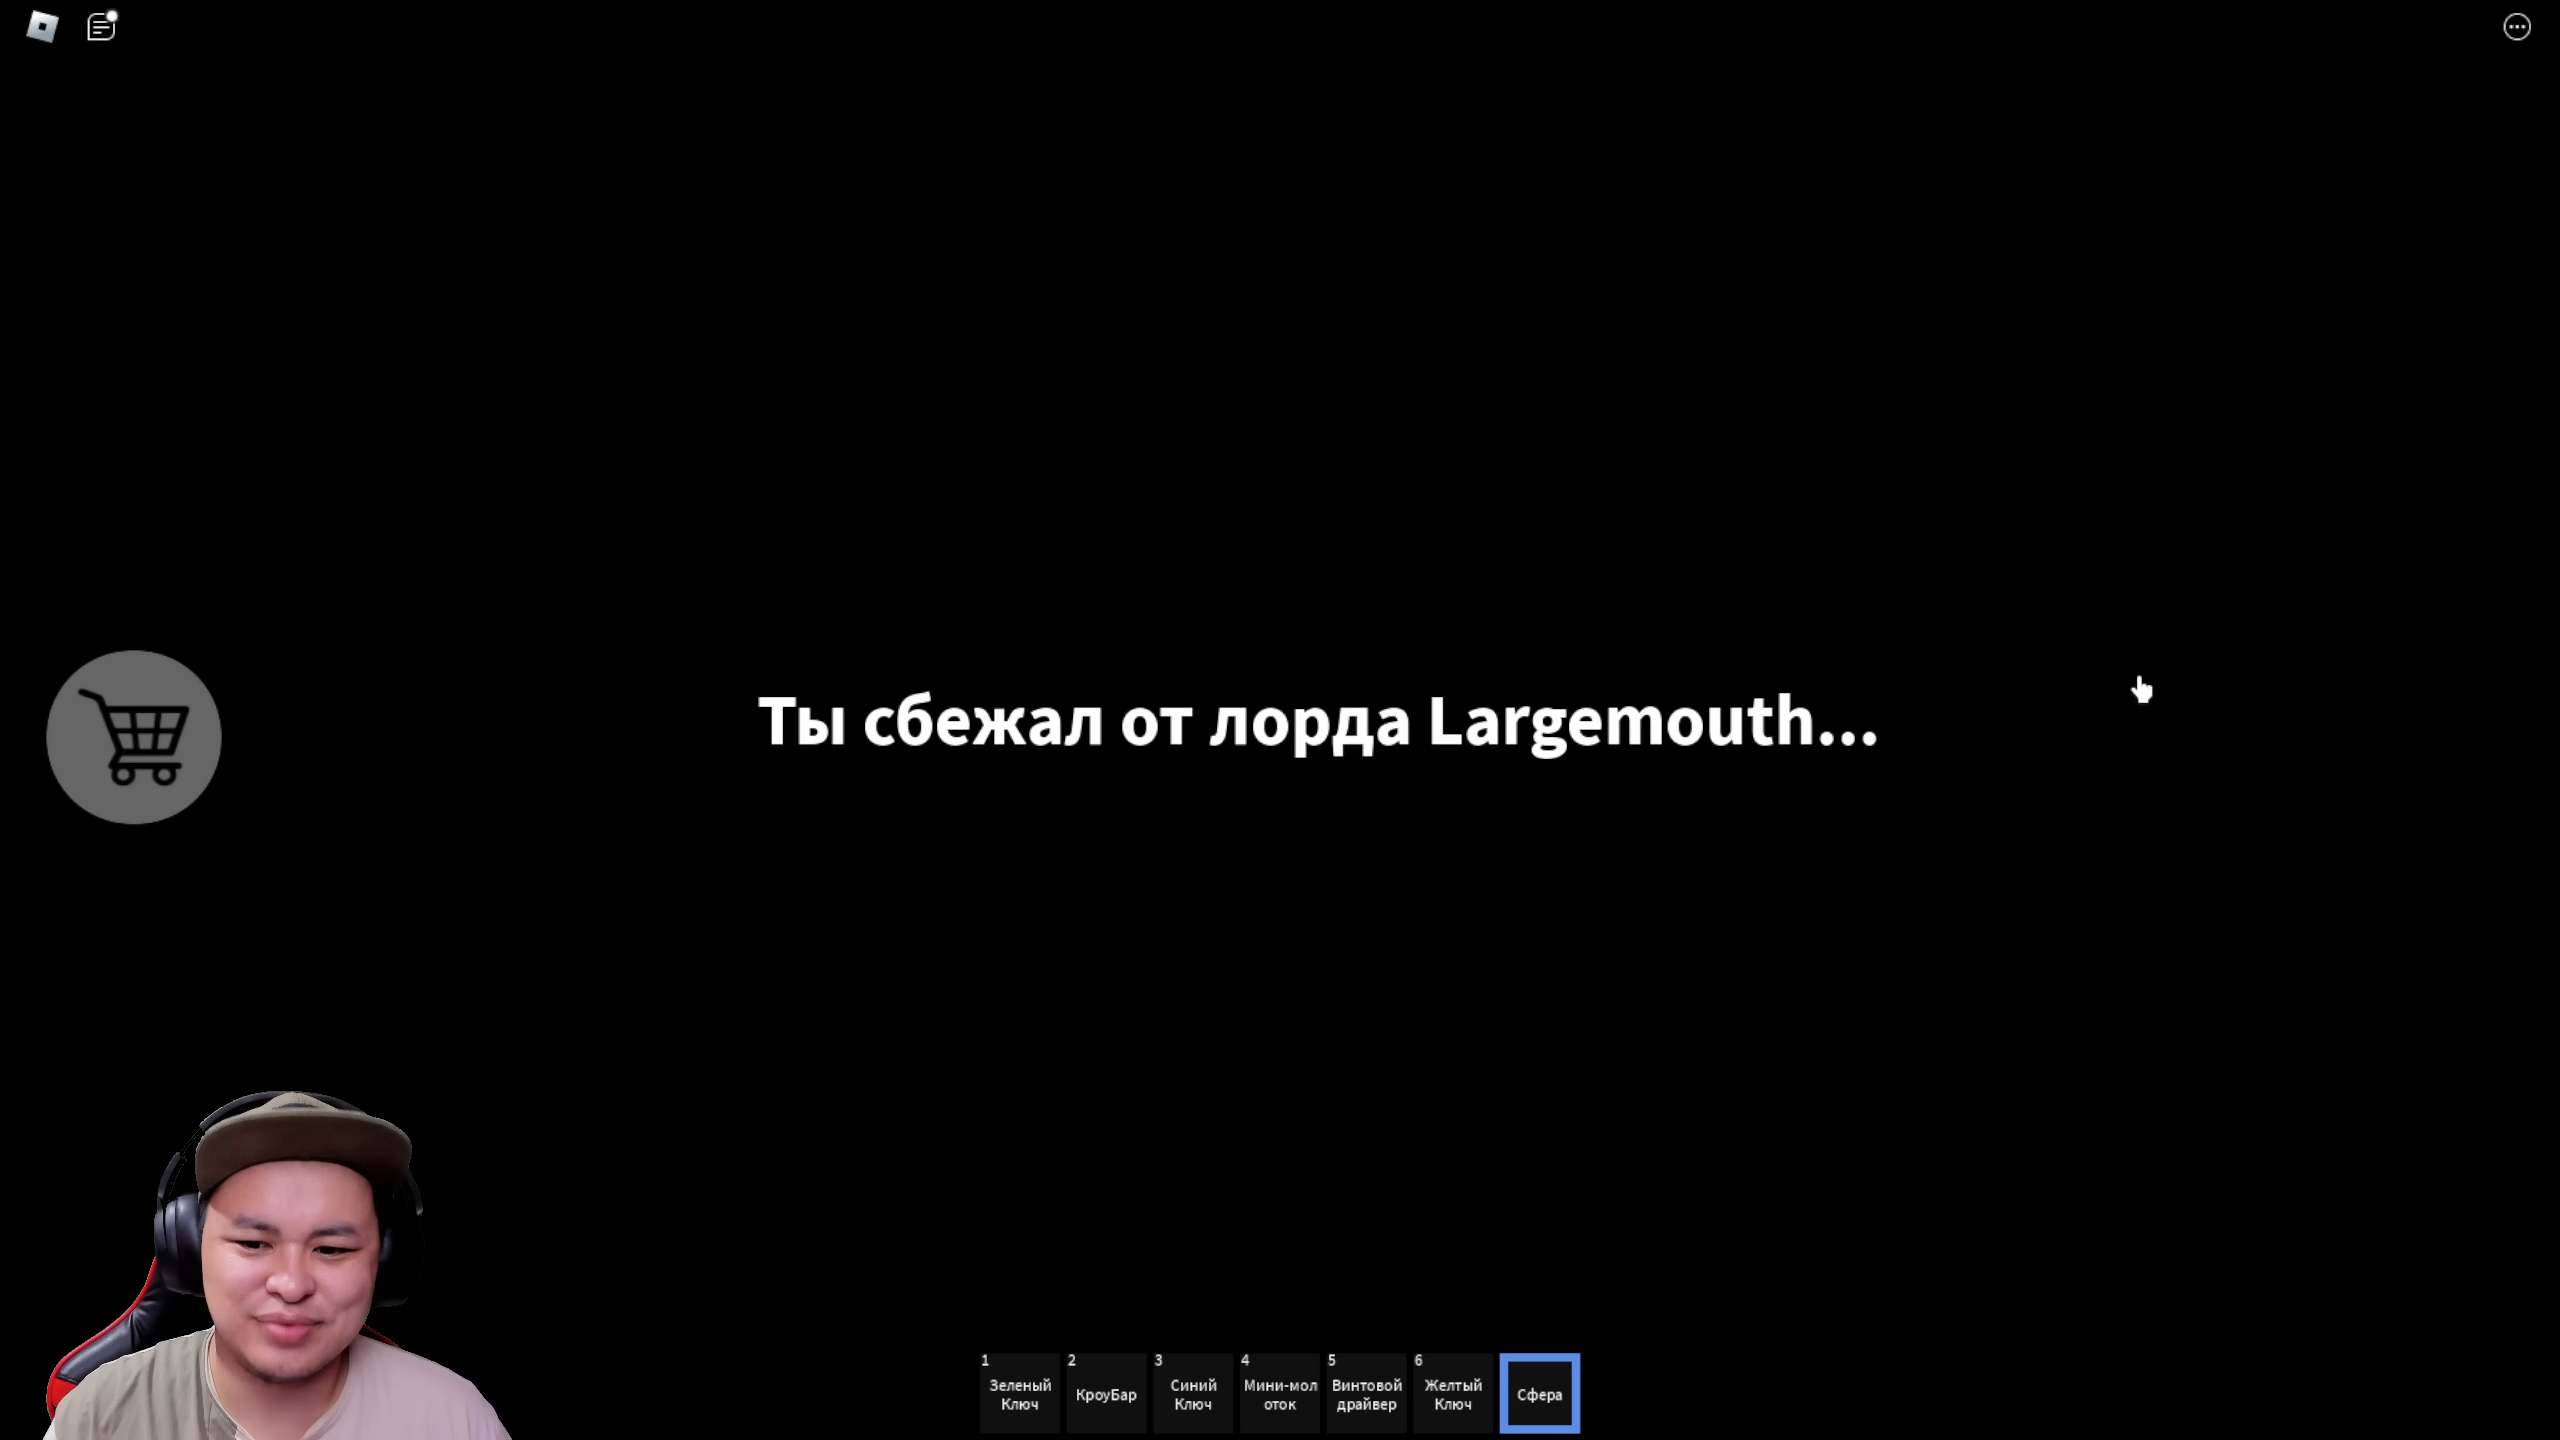 Ты сбежал от лорда Largemouth...
1
Зеленый
Ключ
2
КроуБар
3
Синий
Ключ
4
Мини-мол
оток
5
Винтовой
драйвер
6
Желтый
Ключ
Сфера